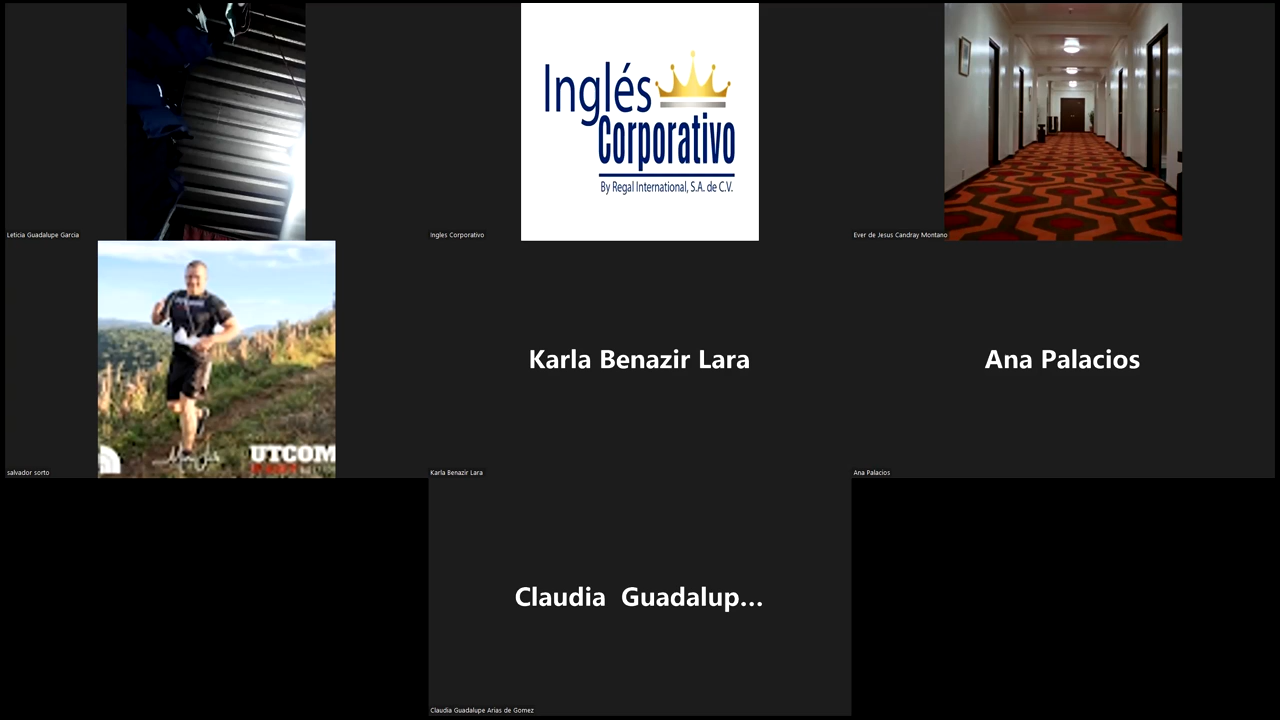 Inglés
Corporativo
By Regal International, S.A. de C.V.
Leticia Guadalupe Garcia
Ingles Corporativo
Ever de Jesus Candray Montano
UTCOM
salvador sorto
Karla Benazir Lara
Karla Benazir Lara
Ana Palacios
Ana Palacios
Claudia Guadalup...
Claudia Guadalupe Arias de Gomez